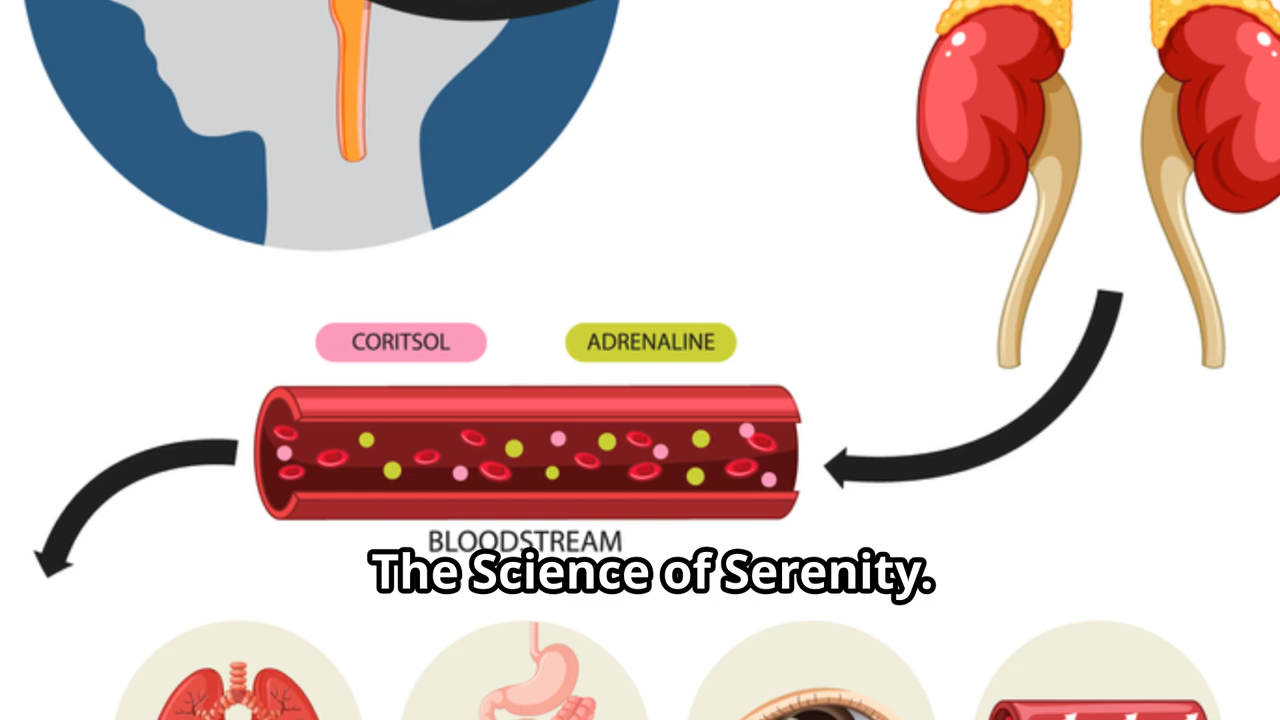 CORITSOL
ADRENALINE
BLOODSTREAM
The Science of Serenity.